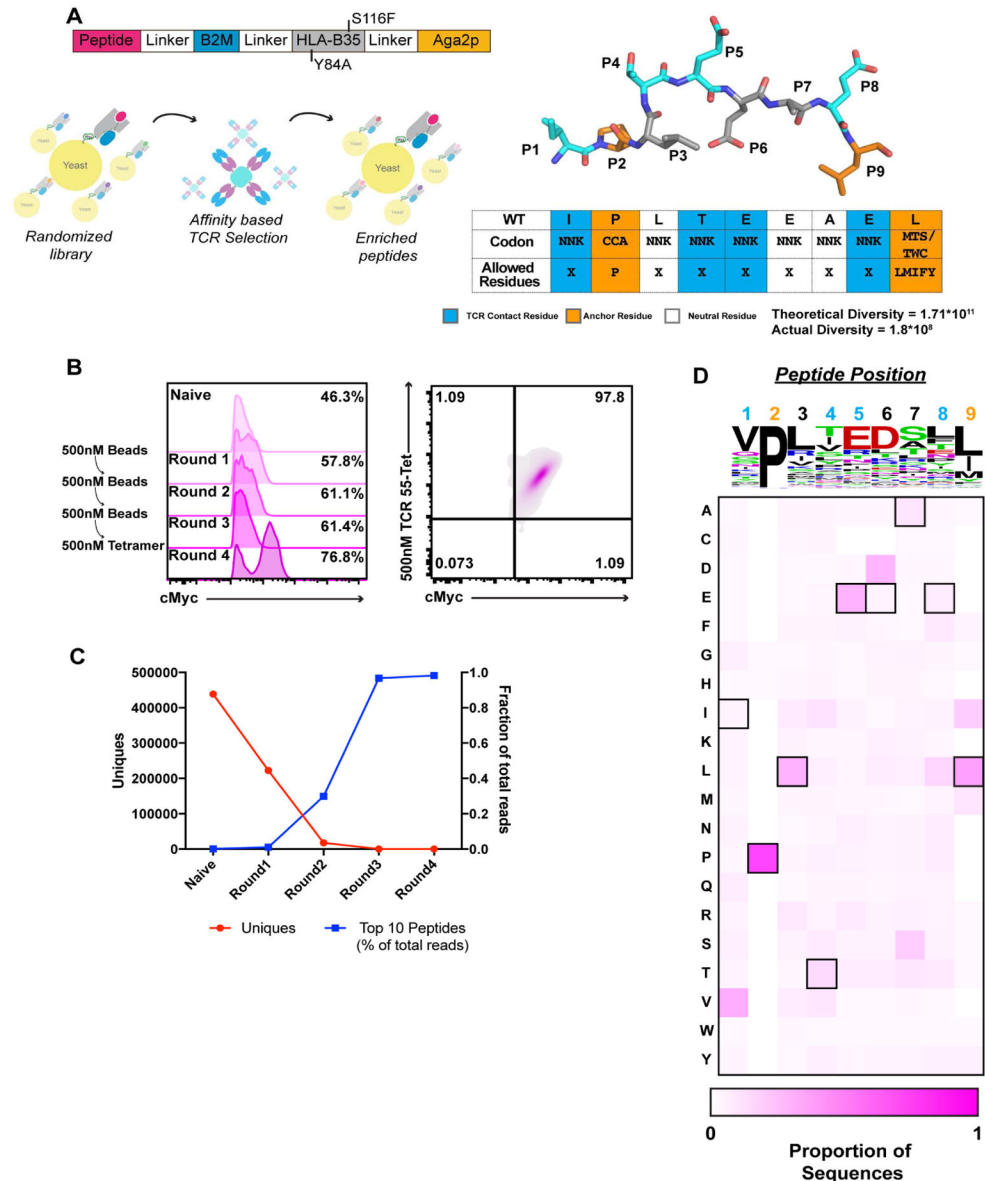 A
S116F
Peptide Linker B2M Linker HLA-B35 Linker Aga2p
Y84A
Yeast
Yeast
Randomized
library
Affinity based
TCR Selection
Enriched
peptides
P1
P2
P3
P4
P5
P6
P7
P8
P9
WT I P L T E E A E L
Codon NNK CCA NNK NNK NNK NNK NNK NNK MTS/
TWC
Allowed
Residues X P X X X X X X LMIFY
TCR Contact Residue Anchor Residue Neutral Residue
Theoretical Diversity = 1.71*10¹¹
Actual Diversity = 1.8*10⁸
B
Naive 46.3%
500nM Beads
Round 1 57.8%
500nM Beads
Round 2 61.1%
500nM Beads
Round 3 61.4%
500nM Tetramer
Round 4 76.8%
cMyc
500nM TCR 55-Tet
1.09 97.8
0.073 1.09
cMyc
C
Uniques
500000
400000
300000
200000
100000
0
Fraction of total reads
1.0
0.8
0.6
0.4
0.2
0.0
Naive Round1 Round2 Round3 Round4
Uniques
Top 10 Peptides
(% of total reads)
D
Peptide Position
1 2 3 4 5 6 7 8 9
V P L T E D S L L
A
I
M
A
C
D
E
F
G
H
I
K
L
M
N
P
Q
R
S
T
V
W
Y
0 1
Proportion of
Sequences